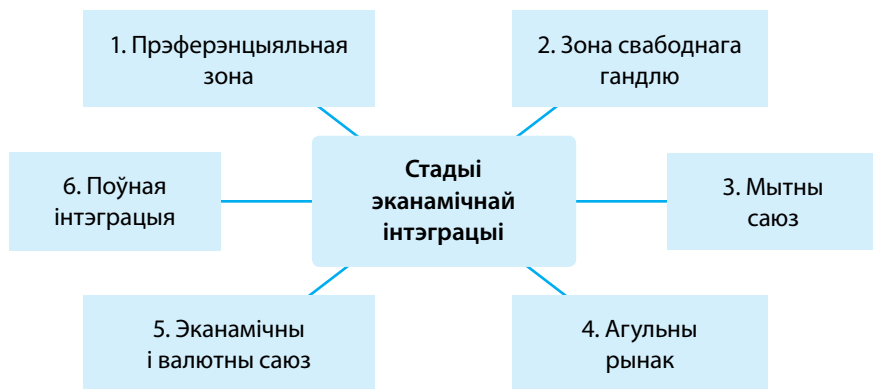 1. Прэферэнцыяльная
зона
2. Зона свабоднага
гандлю
Стадыі
эканамічнай
інтэграцыі
6. Поўная
інтэграцыя
3. Мытны
саюз
5. Эканамічны
і валютны саюз
4. Агульны
рынак